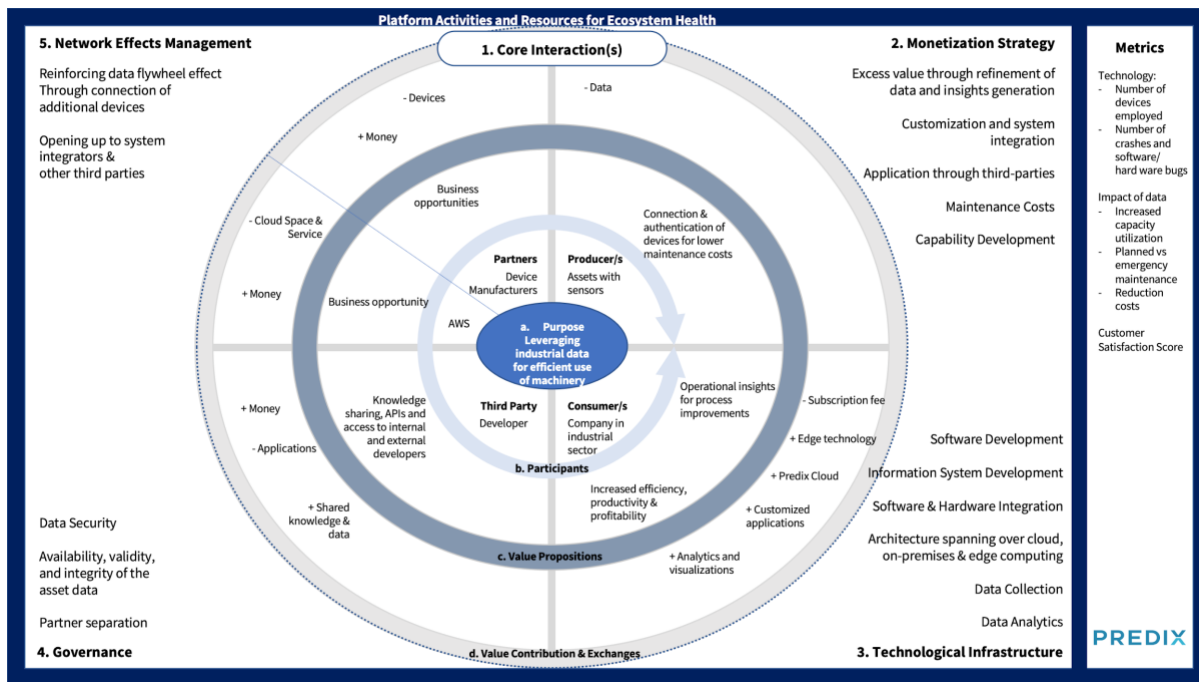 Platform Activities and Resources for Ecosystem Health
5. Network Effects Management
Reinforcing data flywheel effect
Through connection of
additional devices
Opening up to system
integrators &
other third parties
1. Core Interaction(s)
2. Monetization Strategy
Excess value through refinement of
data and insights generation
Customization and system
integration
Application through third-parties
Maintenance Costs
Capability Development
- Devices
+ Money
- Data
- Cloud Space &
Service
+ Money
Business
opportunities
Business opportunity
Connection &
authentication of
devices for lower
maintenance costs
Partners
Device
Manufacturers
AWS
Producer/s
Assets with
sensors
a. Purpose
Leveraging
industrial data
for efficient use
of machinery
Third Party
Developer
Consumer/s
Company in
industrial
sector
b. Participants
Knowledge
sharing, APIs and
access to internal
and external
developers
Operational insights
for process
improvements
Increased efficiency,
productivity &
profitability
c. Value Propositions
+ Money
- Applications
+ Shared
knowledge &
data
- Subscription fee
+ Edge technology
+ Predix Cloud
+ Customized
applications
+ Analytics and
visualizations
d. Value Contribution & Exchanges
Data Security
Availability, validity,
and integrity of the
asset data
Partner separation
4. Governance
Software Development
Information System Development
Software & Hardware Integration
Architecture spanning over cloud,
on-premises & edge computing
Data Collection
Data Analytics
3. Technological Infrastructure
Metrics
Technology:
- Number of
devices
employed
- Number of
crashes and
software/
hard ware bugs
Impact of data
- Increased
capacity
utilization
- Planned vs
emergency
maintenance
- Reduction
costs
Customer
Satisfaction Score
PREDIX